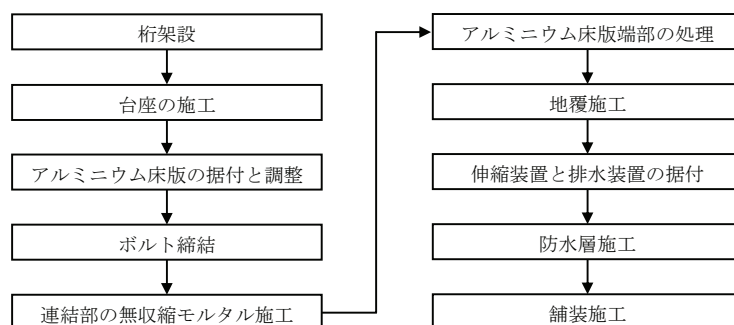 桁架設
台座の施工
アルミニウム床版の据付と調整
ボルト締結
連結部の無収縮モルタル施工
アルミニウム床版端部の処理
地覆施工
伸縮装置と排水装置の据付
防水層施工
舗装施工